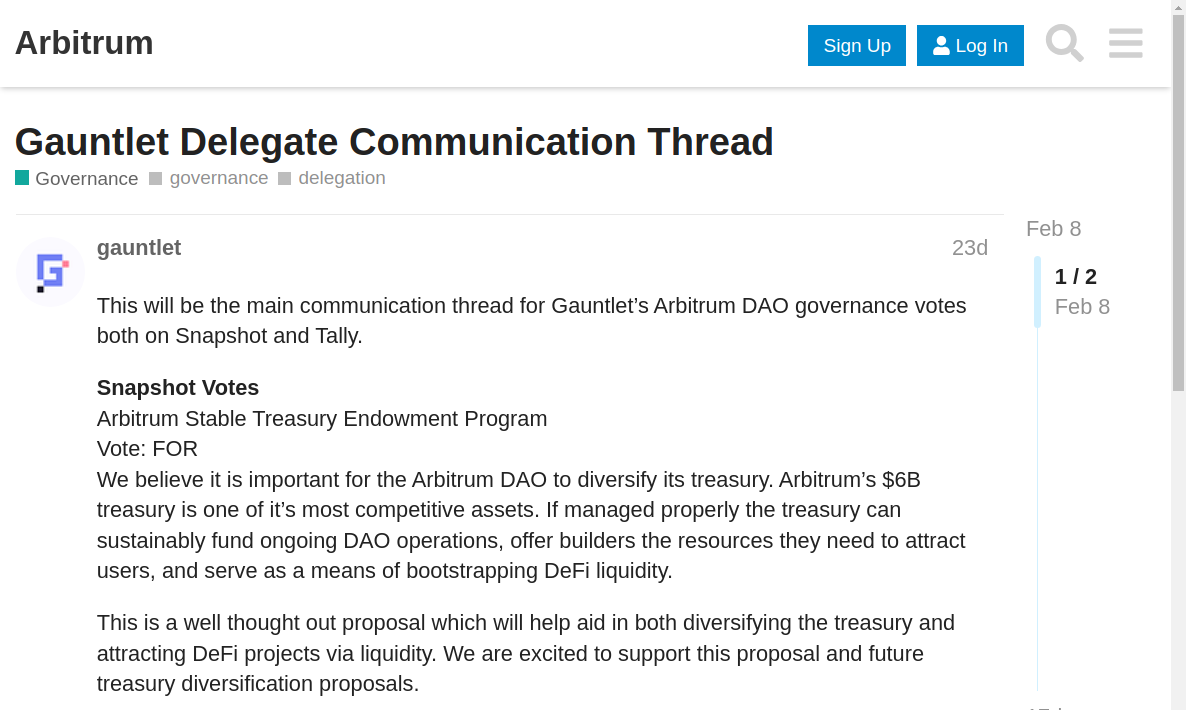 Arbitrum
Sign Up
Log In
Gauntlet Delegate Communication Thread
Governance governance delegation
Feb 8
gauntlet 23d
1 / 2
Feb 8
This will be the main communication thread for Gauntlet’s Arbitrum DAO governance votes
both on Snapshot and Tally.
Snapshot Votes
Arbitrum Stable Treasury Endowment Program
Vote: FOR
We believe it is important for the Arbitrum DAO to diversify its treasury. Arbitrum’s $6B
treasury is one of it’s most competitive assets. If managed properly the treasury can
sustainably fund ongoing DAO operations, offer builders the resources they need to attract
users, and serve as a means of bootstrapping DeFi liquidity.
This is a well thought out proposal which will help aid in both diversifying the treasury and
attracting DeFi projects via liquidity. We are excited to support this proposal and future
treasury diversification proposals.